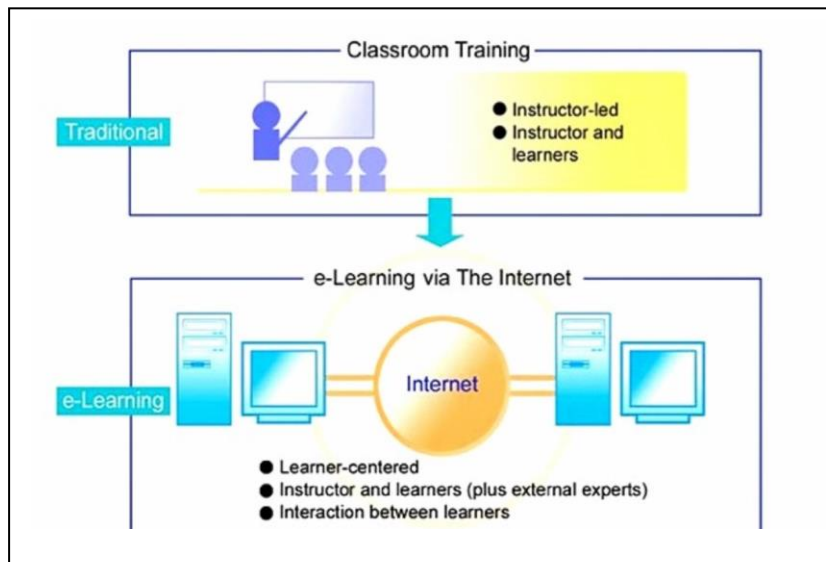 Classroom Training
Traditional
● Instructor-led
● Instructor and
learners
e-Learning via The Internet
Internet
e-Learning
● Learner-centered
● Instructor and learners (plus external experts)
● Interaction between learners